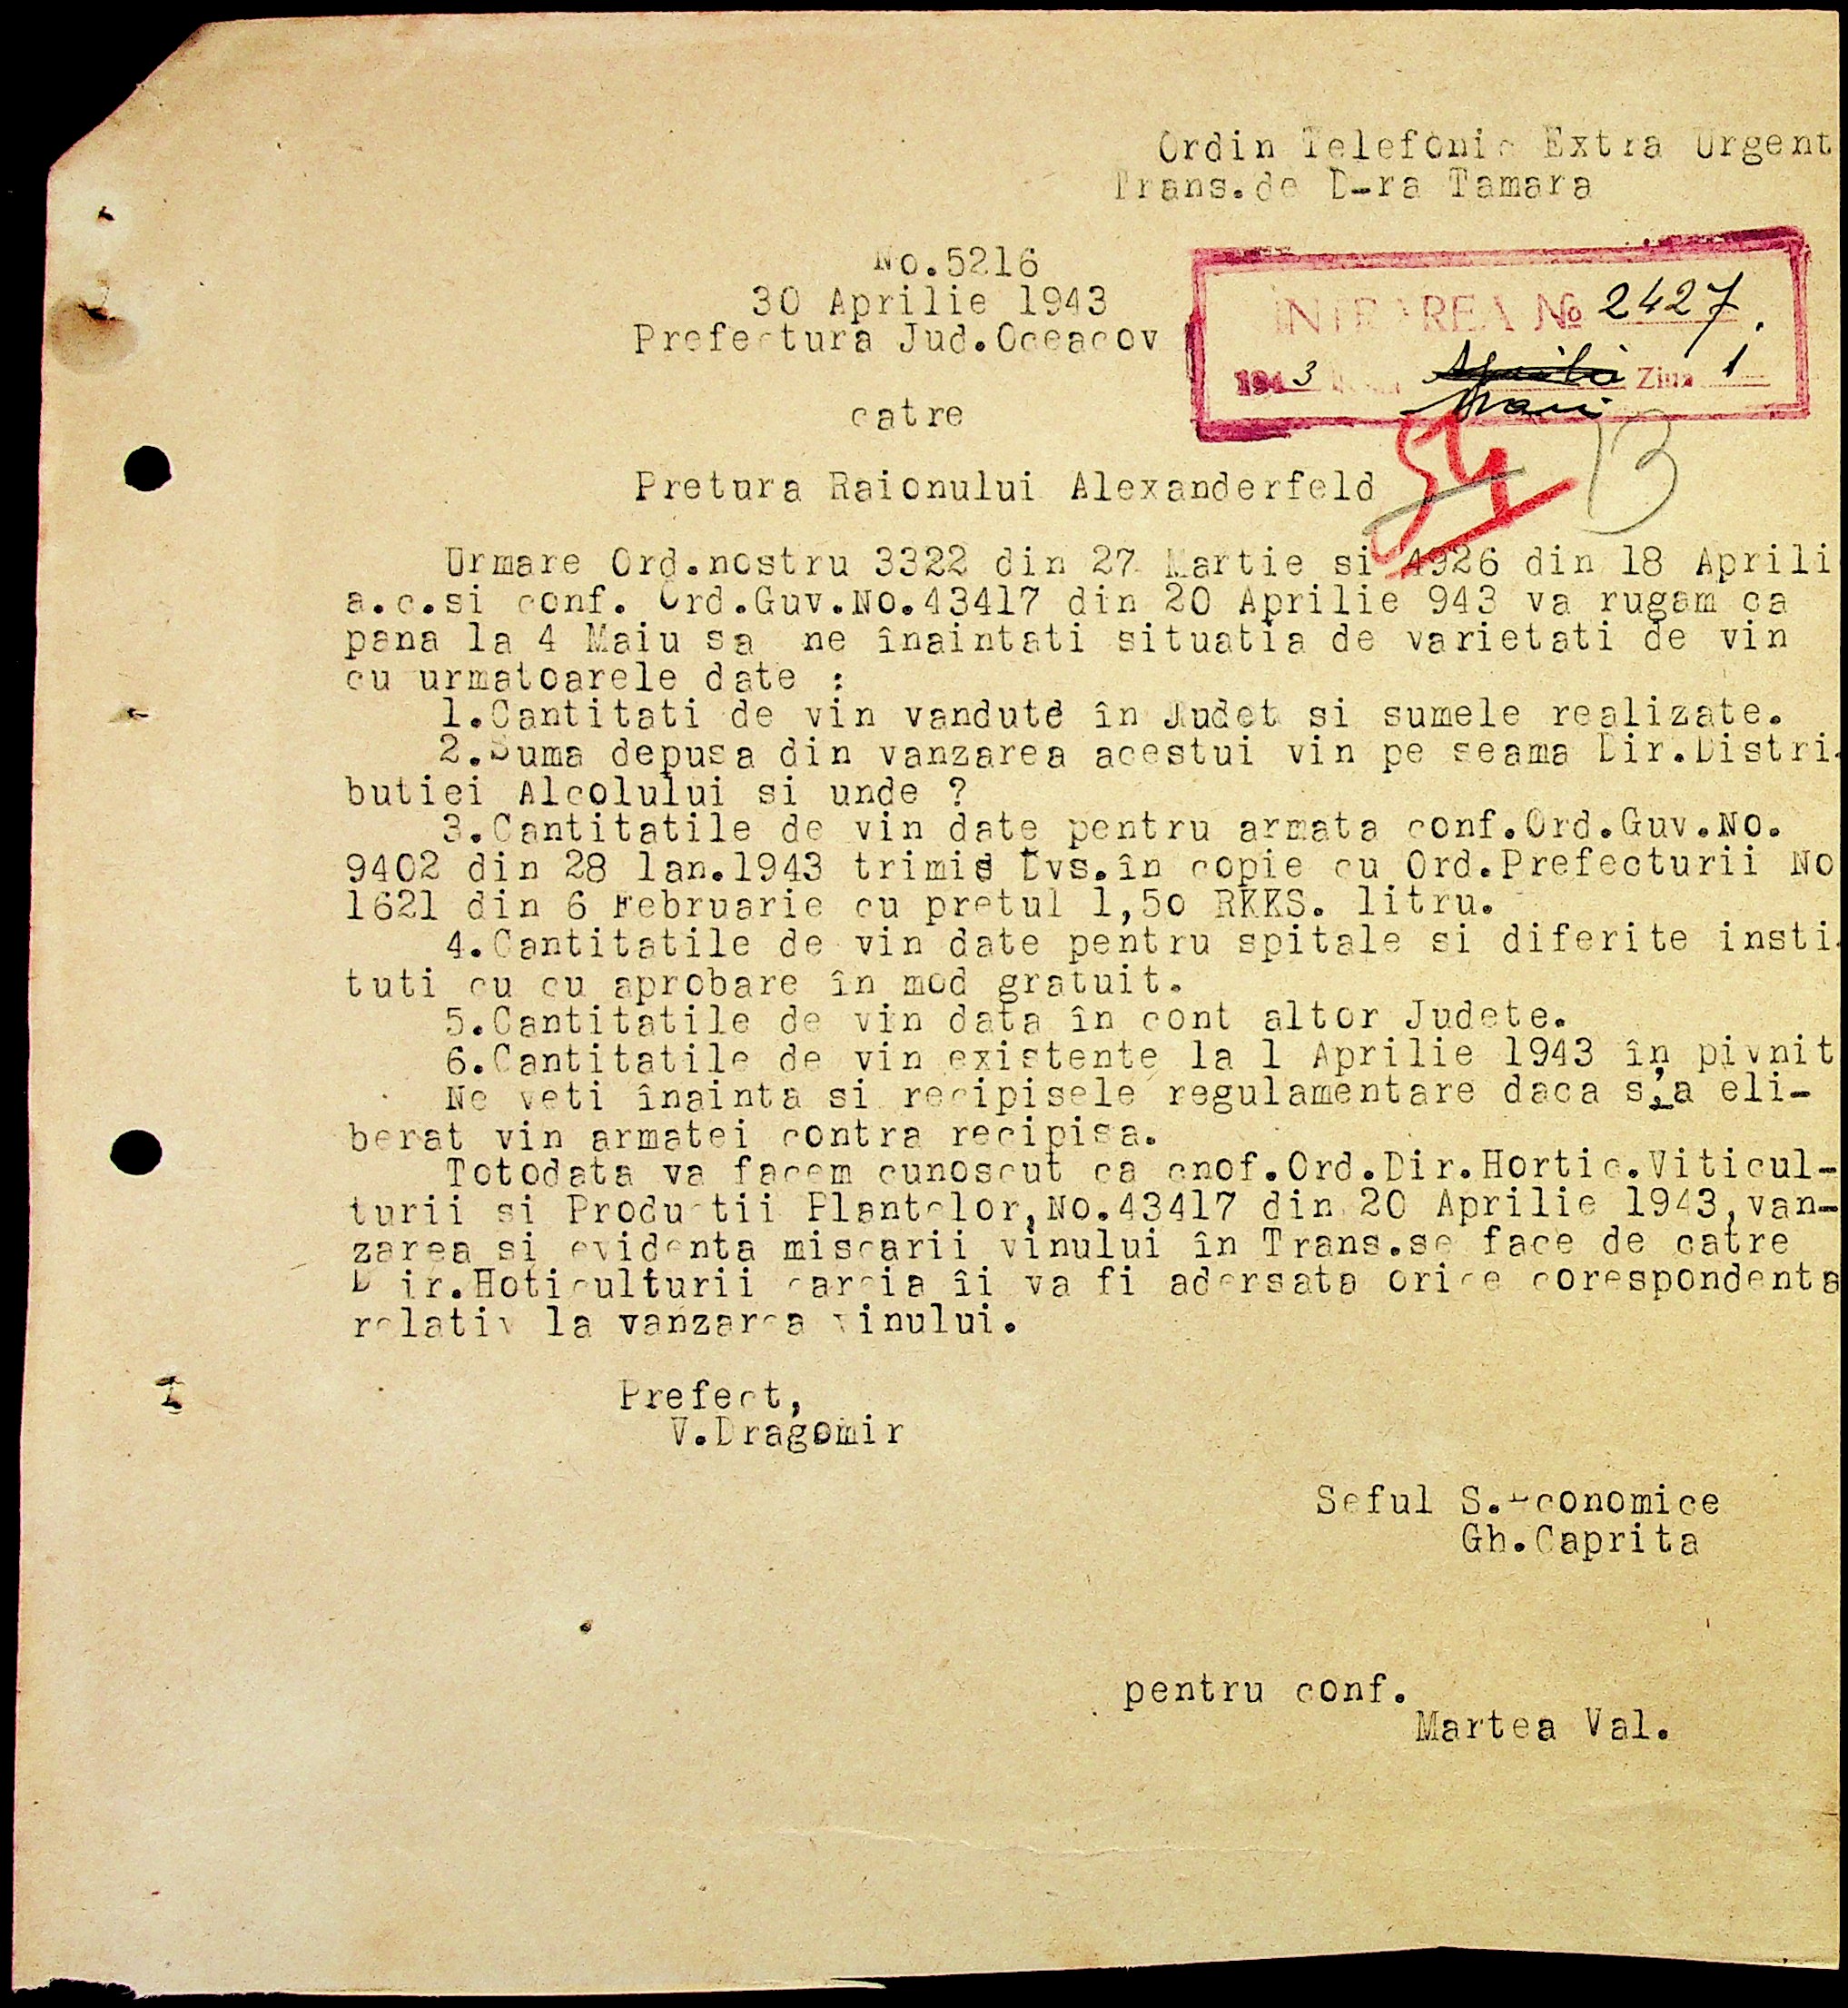 Ordin Telefonic Extra Urgent
Trans.de D-ra Tamara
No.5216
30 Aprilie 1943
Prefectura Jud.Oceacov
INTRAREA № 2427
1943 Aprilie Ziua 1
Mai
catre
Pretura Raionului Alexanderfeld
Urmare Ord.nostru 3322 din 27 Martie si 4926 din 18 Aprili
a.c.si conf. Ord.Guv.No.43417 din 20 Aprilie 943 va rugam ca
pana la 4 Maiu sa ne înaintati situatia de varietati de vin
cu urmatoarele date :
1.Cantitati de vin vandute în Judet si sumele realizate.
2.Suma depusa din vanzarea acestui vin pe seama Dir.Distri-
butiei Alcolului si unde ?
3.Cantitatile de vin date pentru armata conf.Ord.Guv.No.
9402 din 28 lan.1943 trimis Dvs.în copie cu Ord.Prefecturii No
1621 din 6 Februarie cu pretul 1,50 RKKS. litru.
4.Cantitatile de vin date pentru spitale si diferite insti-
tuti cu cu aprobare în mod gratuit.
5.Cantitatile de vin data în cont altor Judete.
6.Cantitatile de vin existente la 1 Aprilie 1943 în pivnit
Ne veti înainta si recipisele regulamentare daca s'a eli-
berat vin armatei contra recipisa.
Totodata va facem cunoscut ca cnof.Ord.Dir.Hortic.Viticul-
turii si Productii Plantelor,No.43417 din 20 Aprilie 1943,van-
zarea si evidenta miscarii vinului în Trans.se face de catre
D ir.Hoticulturii careia îi va fi adersata orice corespondenta
relativ la vanzarea vinului.
Prefect,
V.Dragomir
Seful S.Economice
Gh.Caprita
pentru conf.
Martea Val.